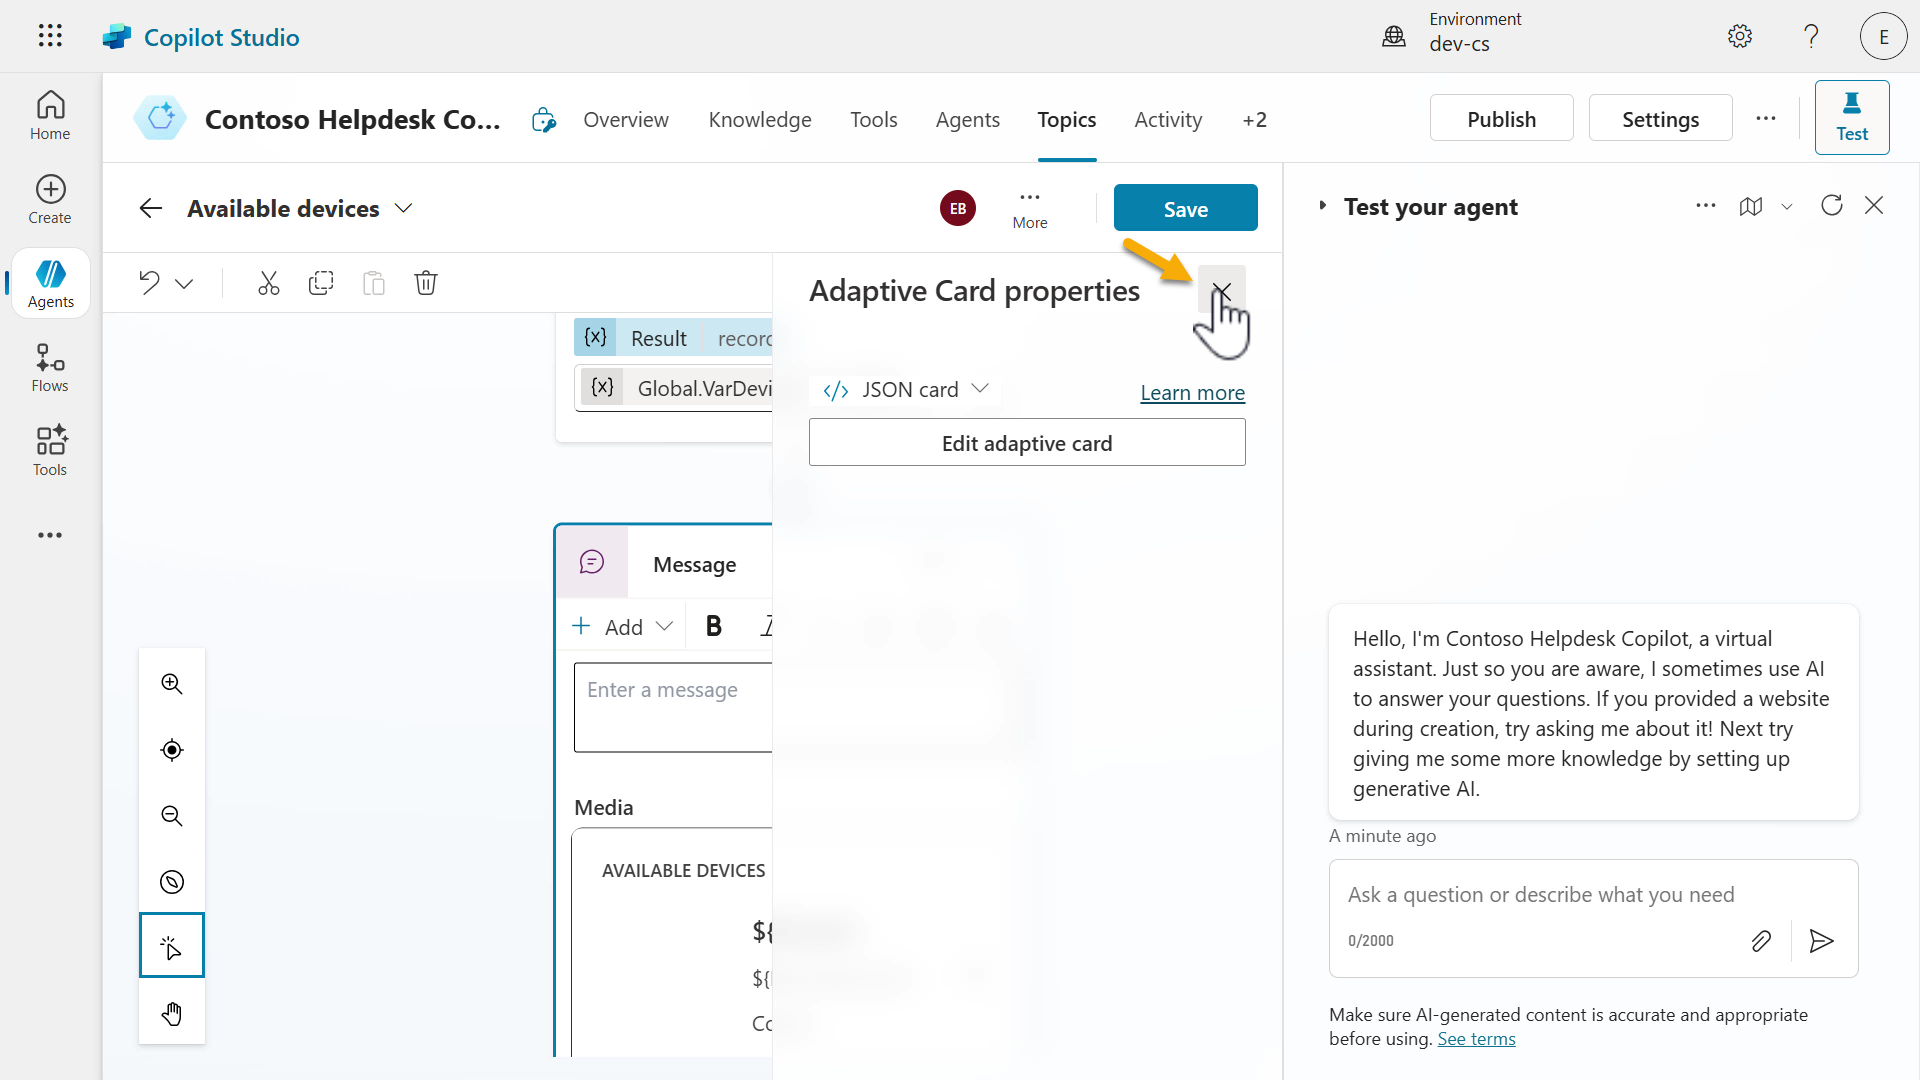 Copilot Studio
Environment
dev-cs
E
Home
Create
Agents
Flows
Tools
Contoso Helpdesk Co...
Overview
Knowledge
Tools
Agents
Topics
Activity
+2
Publish
Settings
Test
Available devices
EB
More
Save
{x} Result
{x} Global.VarDevi
Message
Add
B
Enter a message
Media
AVAILABLE DEVICES
${
Adaptive Card properties
</> JSON card
Learn more
Edit adaptive card
Test your agent
Hello, I'm Contoso Helpdesk Copilot, a virtual
assistant. Just so you are aware, I sometimes use AI
to answer your questions. If you provided a website
during creation, try asking me about it! Next try
giving me some more knowledge by setting up
generative AI.
A minute ago
Ask a question or describe what you need
0/2000
Make sure AI-generated content is accurate and appropriate
before using. See terms